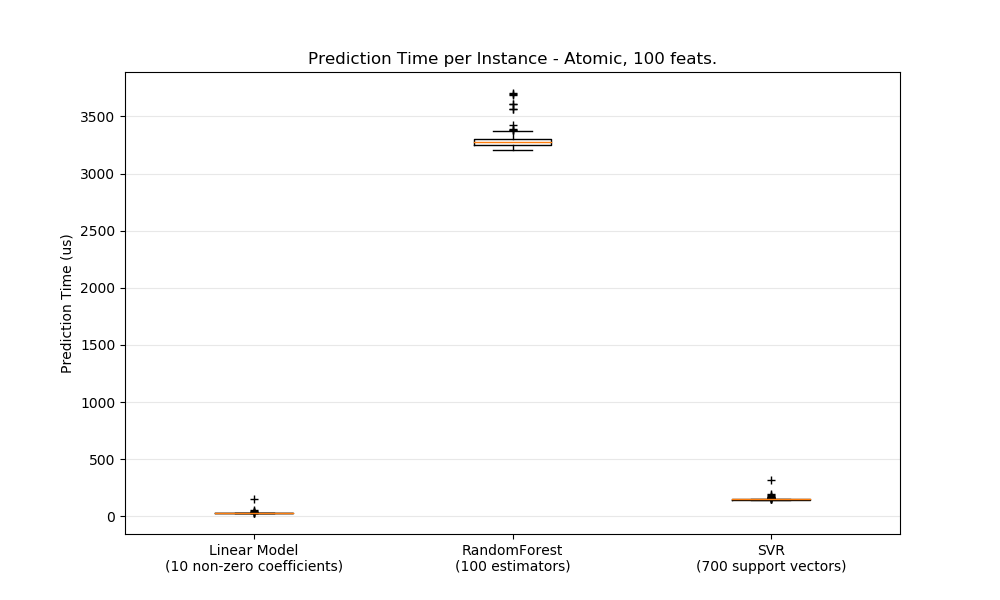 Prediction Time per Instance - Atomic, 100 feats.
Prediction Time (us)
3500
3000
2500
2000
1500
1000
500
0
Linear Model
(10 non-zero coefficients)
RandomForest
(100 estimators)
SVR
(700 support vectors)